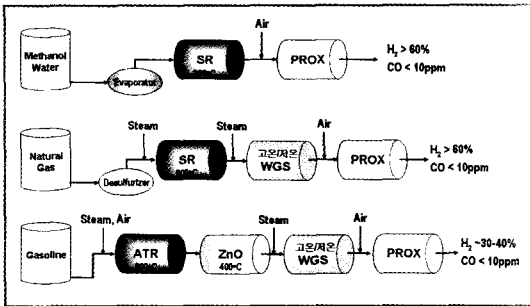 Methanol
Water
Evaporator
SR
Air
PROX
H₂ > 60%
CO < 10ppm
Natural
Gas
Desulfurizer
Steam
SR
Steam
고온/저온
WGS
Air
PROX
H₂ > 60%
CO < 10ppm
Gasoline
Steam, Air
ATR
ZnO
400°C
Steam
고온/저온
WGS
Air
PROX
H₂ ~30-40%
CO < 10ppm